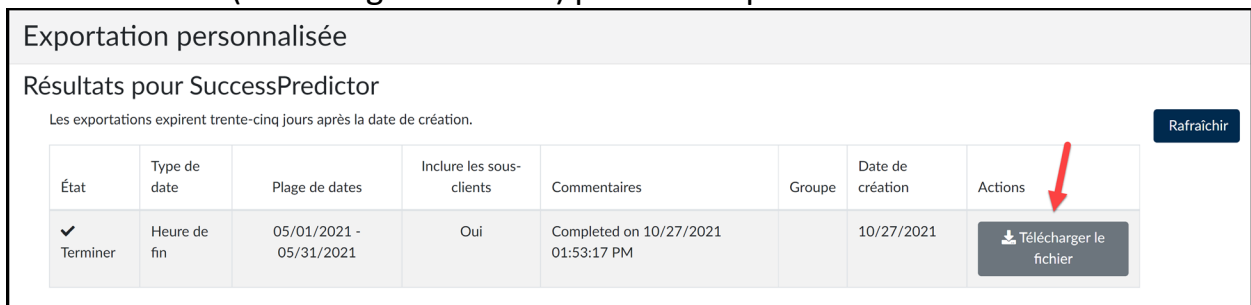 Exportation personnalisée
Résultats pour SuccessPredictor
Les exportations expirent trente-cinq jours après la date de création.
Rafraîchir
État
Type de
date
Plage de dates
Inclure les sous-
clients
Commentaires
Groupe
Date de
création
Actions
Terminer
Heure de
fin
05/01/2021 -
05/31/2021
Oui
Completed on 10/27/2021
01:53:17 PM
10/27/2021
Télécharger le
fichier